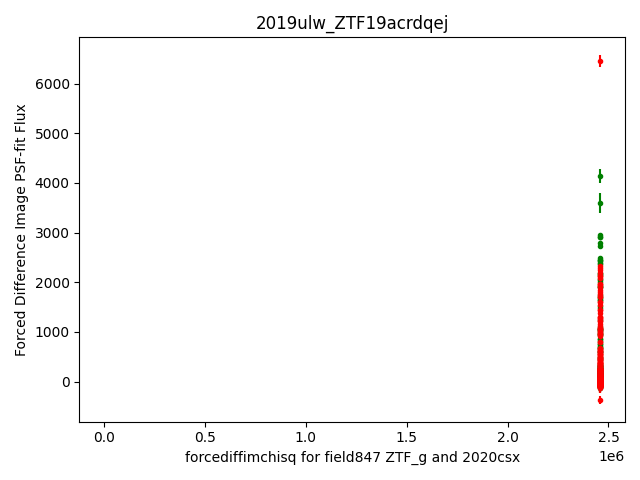 2019ulw_ZTF19acrdqej
Forced Difference Image PSF-fit Flux
6000
5000
4000
3000
2000
1000
0
0.0 0.5 1.0 1.5 2.0 2.5
1e6
forcediffimchisq for field847 ZTF_g and 2020csx